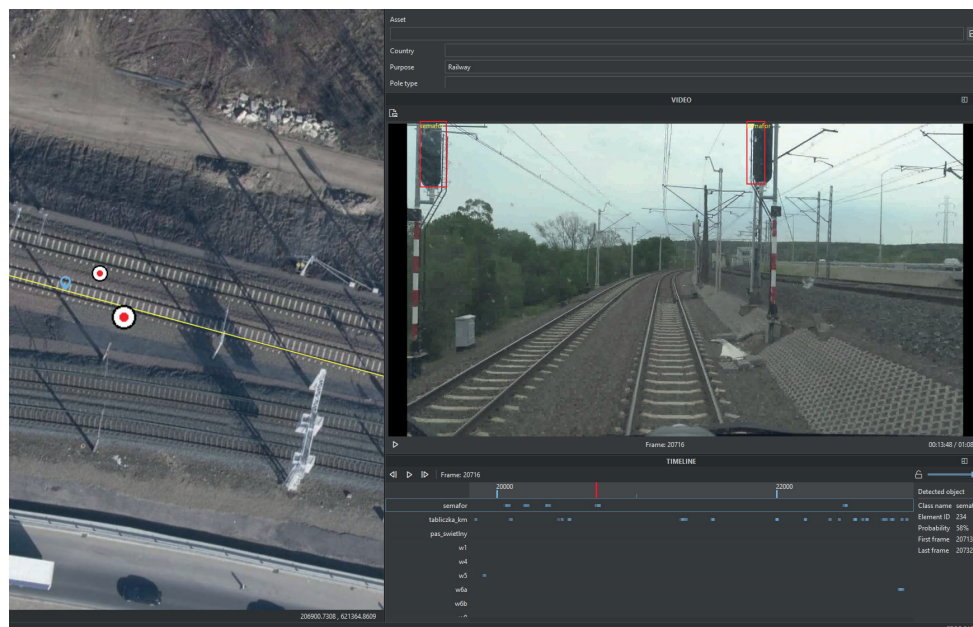 Asset
Country
Purpose Railway
Pole type
VIDEO
semafor
Frame: 20716
00:13:48 / 01:08
TIMELINE
Frame: 20716
20000 22000
Detected object
semafor
Class name
tabliczka_km
Element ID 234
pas_swietlny
Probability 58%
w1
First frame 20713
w4
Last frame 20732
w5
w6a
w6b
206900.7308 , 621364.8609